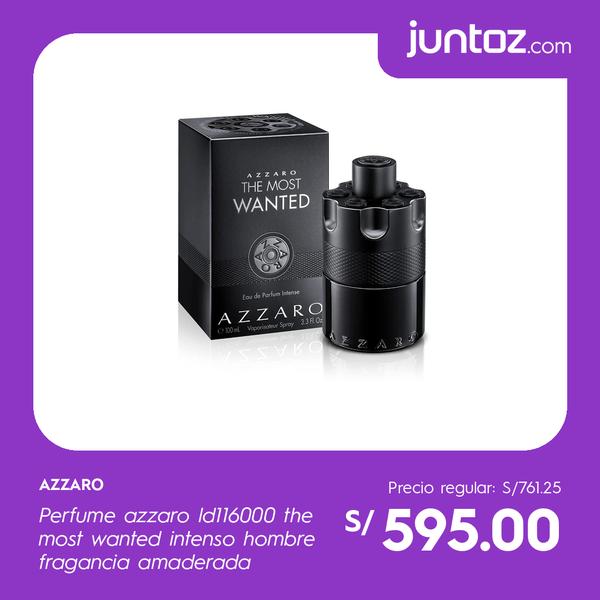 juntoz.com
AZZARO
THE MOST
WANTED
Eau de Parfum Intense
AZZARO
100 mL Vaporisateur Spray 3.3 Fl.Oz
AZZARO
AZZARO
Perfume azzaro ld116000 the
most wanted intenso hombre
fragancia amaderada
Precio regular: S/761.25
S/ 595.00